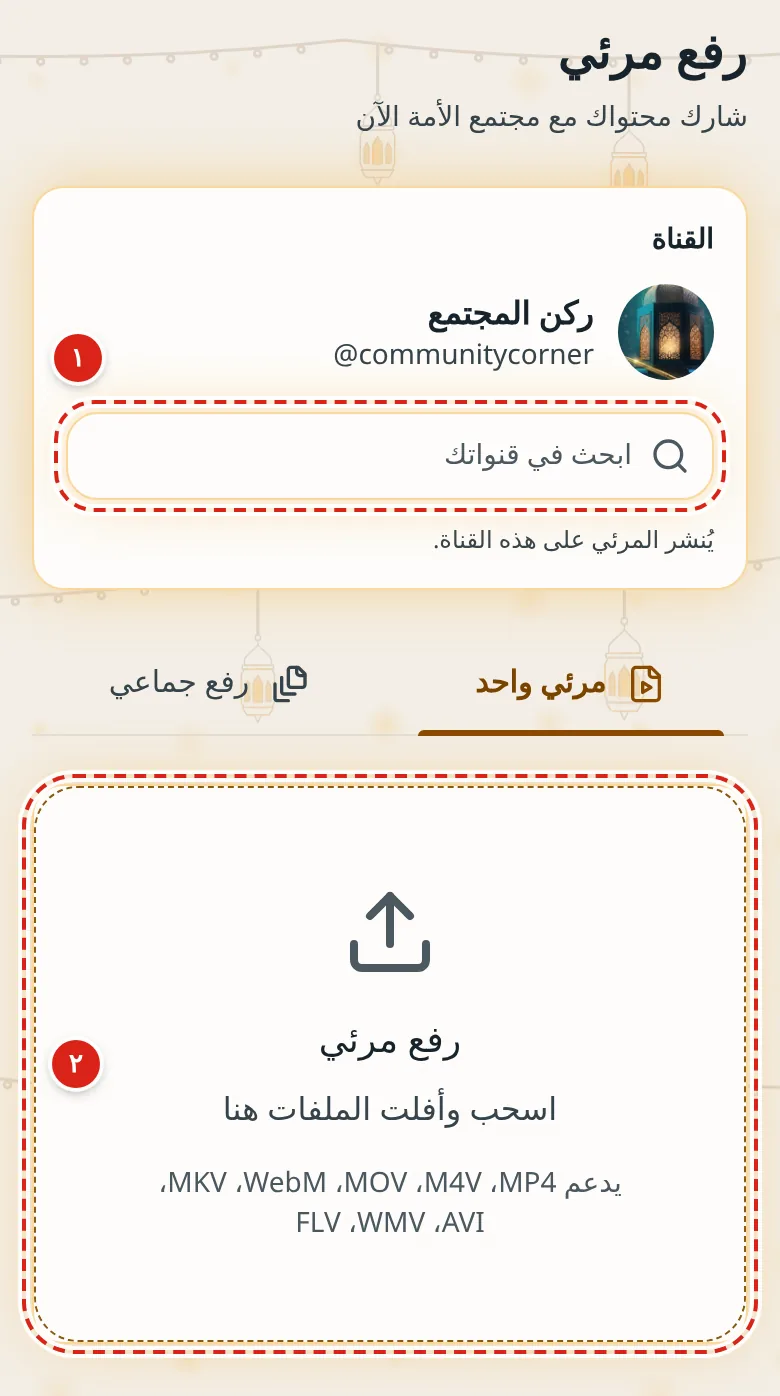 رفع مرئي
شارك محتواك مع مجتمع الأمة الآن
القناة
ركن المجتمع
@communitycorner
١
ابحث في قنواتك
يُنشر المرئي على هذه القناة.
مرئي واحد
رفع جماعي
رفع مرئي
٢
اسحب وأفلت الملفات هنا
يدعم MP4، M4V، MOV، WebM، MKV،
AVI، WMV، FLV